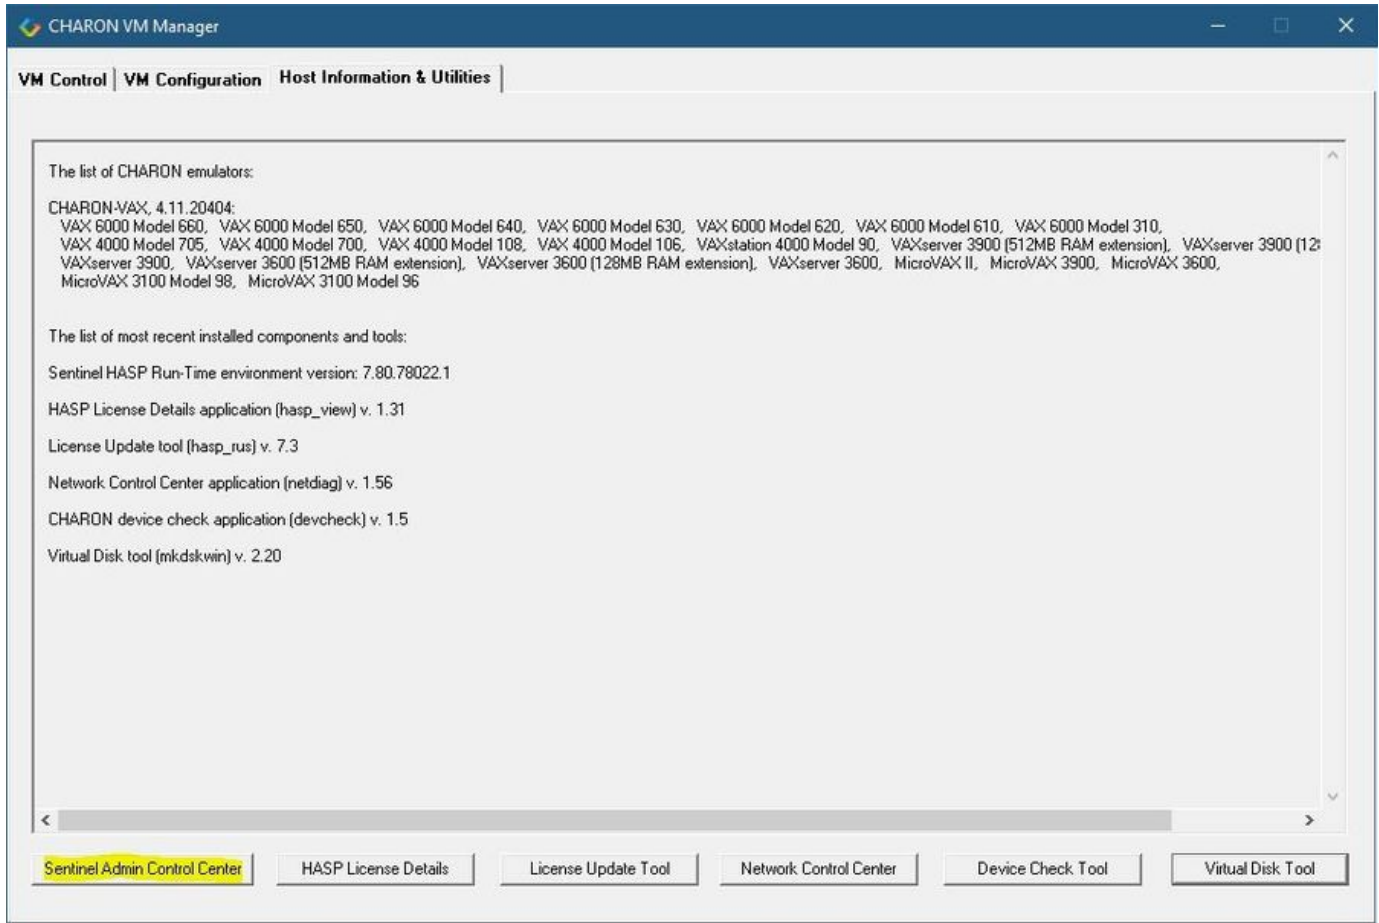 CHARON VM Manager
VM Control VM Configuration Host Information & Utilities
The list of CHARON emulators:
CHARON-VAX, 4.11.20404:
VAX 6000 Model 660, VAX 6000 Model 650, VAX 6000 Model 640, VAX 6000 Model 630, VAX 6000 Model 620, VAX 6000 Model 610, VAX 6000 Model 310,
VAX 4000 Model 705, VAX 4000 Model 700, VAX 4000 Model 108, VAX 4000 Model 106, VAXstation 4000 Model 90, VAXserver 3900 (512MB RAM extension), VAXserver 3900 (12
VAXserver 3900, VAXserver 3600 (512MB RAM extension), VAXserver 3600 (128MB RAM extension), VAXserver 3600, MicroVAX II, MicroVAX 3900, MicroVAX 3600,
MicroVAX 3100 Model 98, MicroVAX 3100 Model 96
The list of most recent installed components and tools:
Sentinel HASP Run-Time environment version: 7.80.78022.1
HASP License Details application (hasp_view) v. 1.31
License Update tool (hasp_rus) v. 7.3
Network Control Center application (netdiag) v. 1.56
CHARON device check application (devcheck) v. 1.5
Virtual Disk tool (mkdskwin) v. 2.20
Sentinel Admin Control Center HASP License Details License Update Tool Network Control Center Device Check Tool Virtual Disk Tool